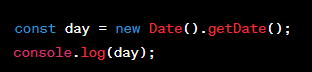 const day = new Date().getDate();
console.log(day);